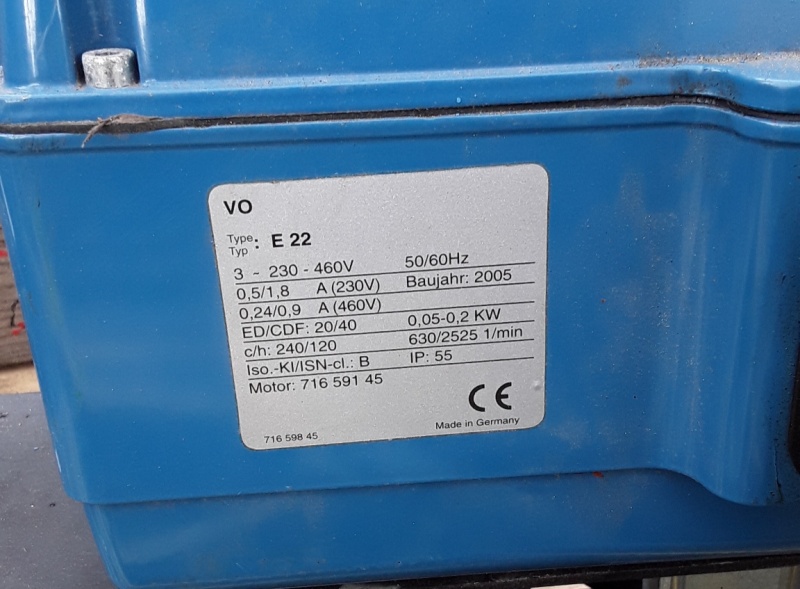 VO
Type
Typ : E 22
3 - 230 - 460V 50/60Hz
0,5/1,8 A (230V) Baujahr: 2005
0,24/0,9 A (460V)
ED/CDF: 20/40 0,05-0,2 KW
c/h: 240/120 630/2525 1/min
Iso.-KI/ISN-cl.: B IP: 55
Motor: 716 591 45
CE
716 598 45 Made in Germany